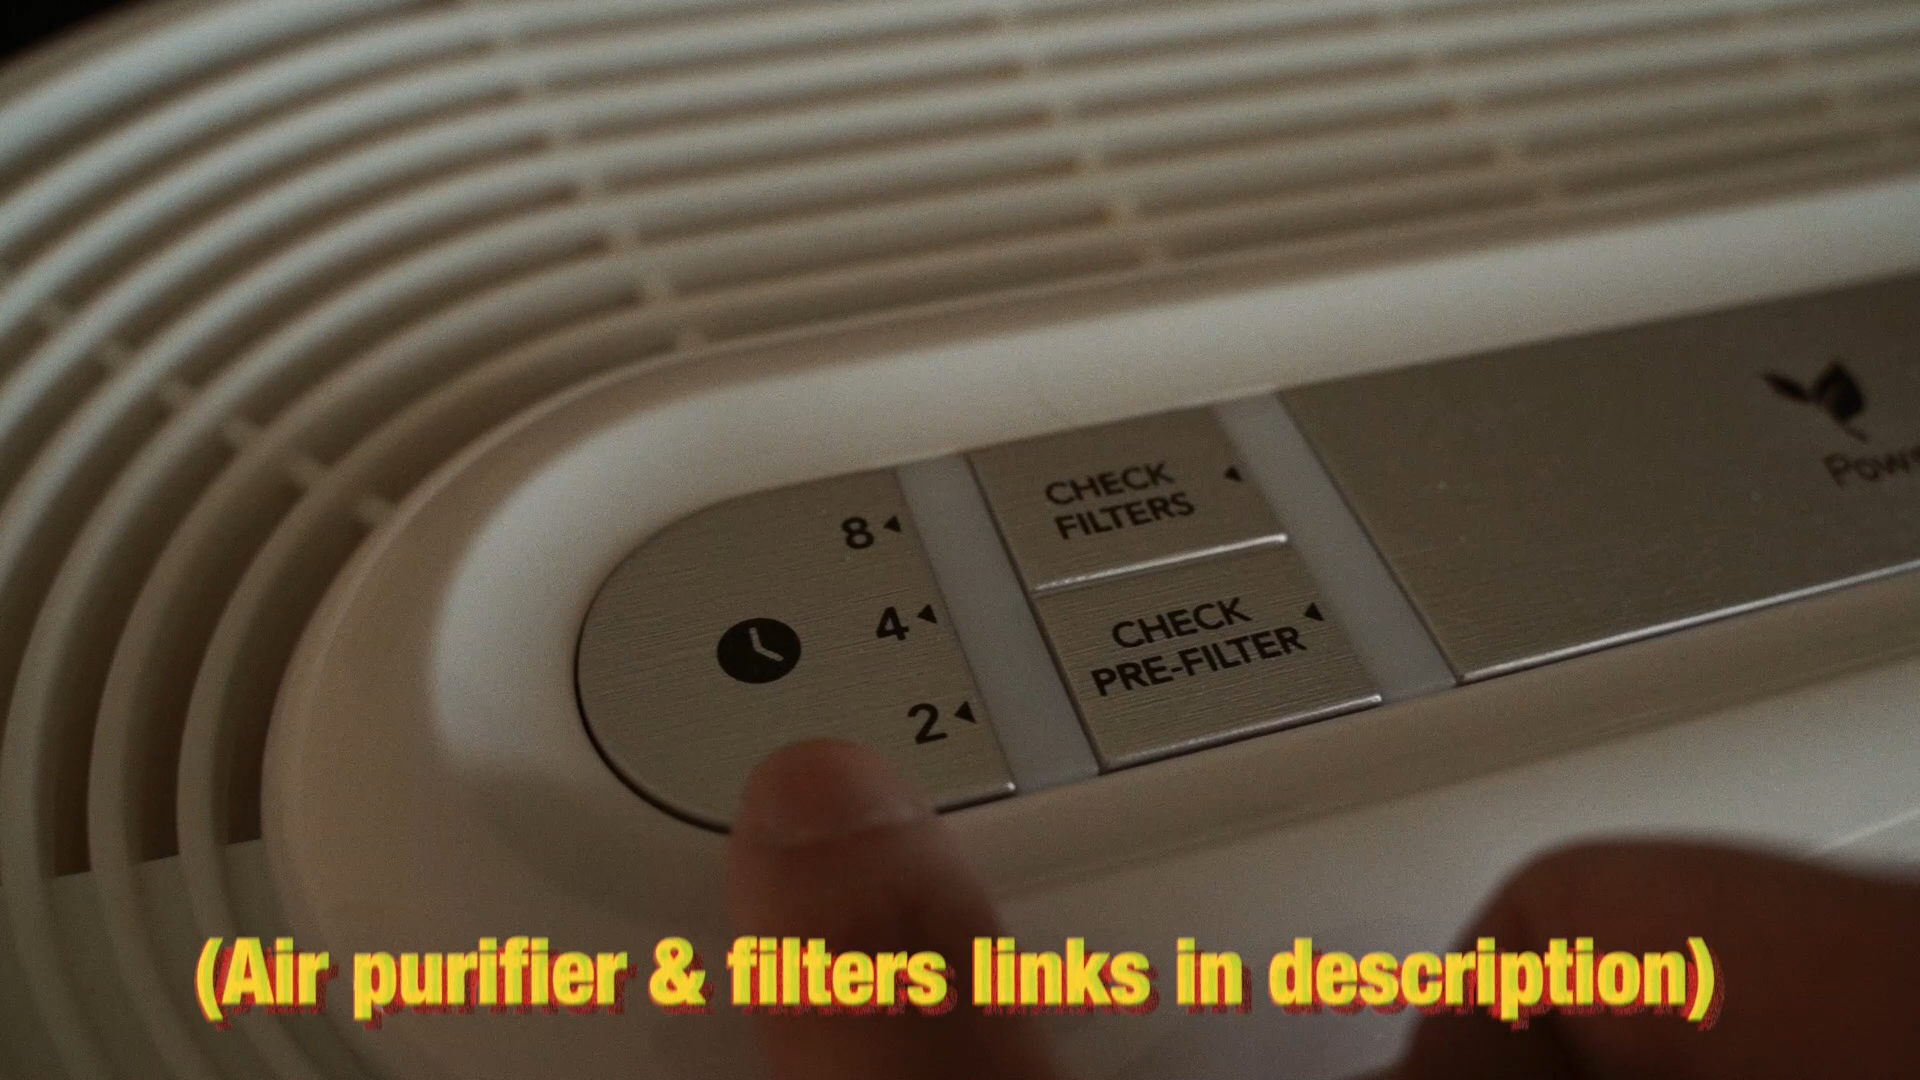 8
4
2
CHECK
FILTERS
CHECK
PRE-FILTER
(Air purifier & filters links in description)